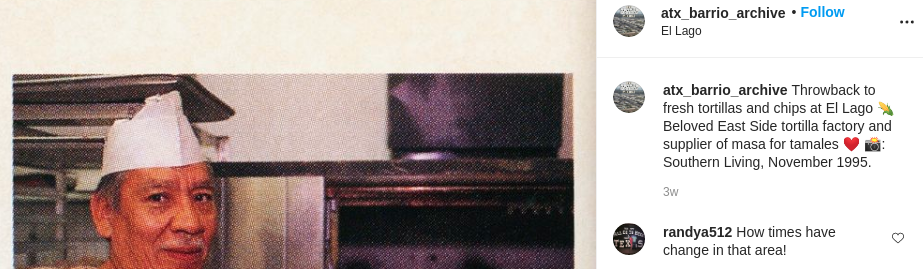 atx_barrio_archive • Follow
El Lago
atx_barrio_archive Throwback to
fresh tortillas and chips at El Lago 🌽
Beloved East Side tortilla factory and
supplier of masa for tamales ❤️ 📸:
Southern Living, November 1995.
3w
randya512 How times have
change in that area!